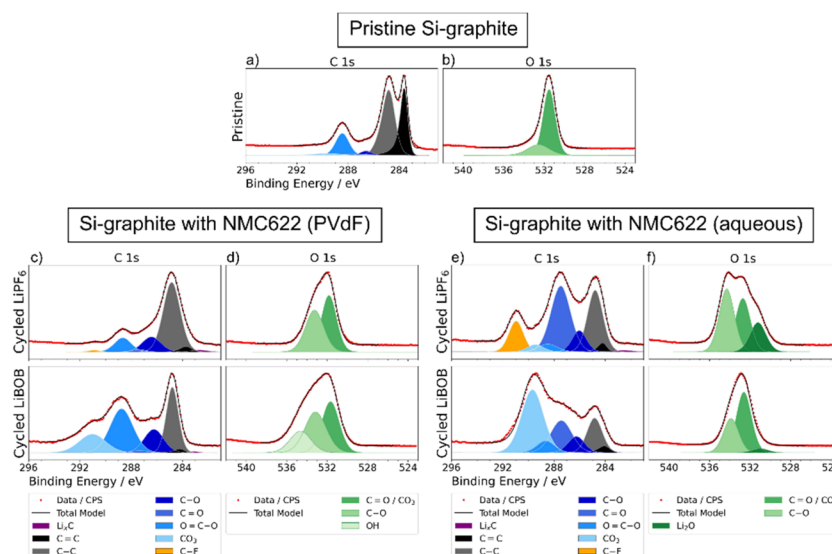 Pristine Si-graphite
a) C 1s b) O 1s
Pristine
296 292 288 284 540 536 532 528 524
Binding Energy / eV
Si-graphite with NMC622 (PVdF)
Si-graphite with NMC622 (aqueous)
c) C 1s d) O 1s e) C 1s f) O 1s
Cycled LiPF6
Cycled LiPF6
Cycled LiBOB
Cycled LiBOB
296 292 288 284 540 536 532 528 524
Binding Energy / eV
296 292 288 284 540 536 532 528
Binding Energy / eV
Data / CPS
Total Model
LixC
C=C
C−C
C−O
C=O
O=C−O
CO3
C−F
Data / CPS
Total Model
C=O / CO3
C−O
OH
Data / CPS
Total Model
LixC
C=C
C−C
C−O
C=O
O=C−O
CO3
C−F
Data / CPS
Total Model
Li2O
C=O
C−O